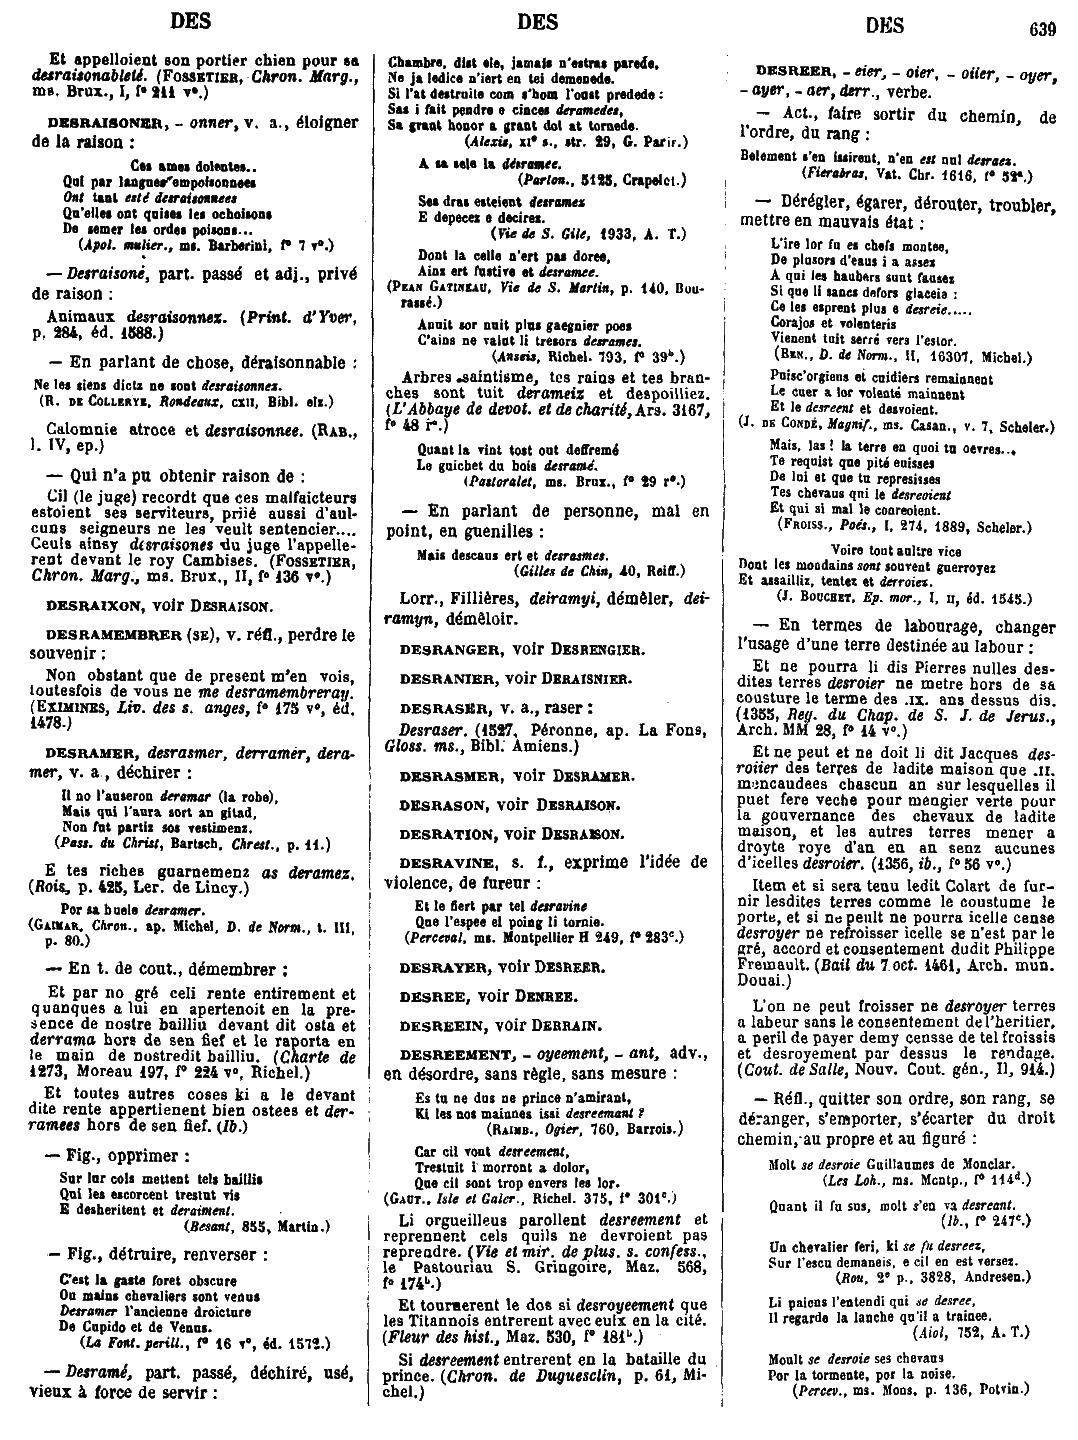 DES
DES
DES
639
Et appelloient son portier chien pour sa
desraisonableté. (FOSSETIER, Chron. Marg.,
ms. Brux., I, f° 211 v°.)
DESRAISONER, - onner, v. a., éloigner
de la raison :
Ces ames dolentes..
Qui par langues empoisonnees
Ont tant esté desraisonnees
Qu'elles ont quises les ochoisons
De semer les ordes poisons...
(Apol. mulier., ms. Barberini, f° 7 v°.)
— Desraisoné, part. passé et adj., privé
de raison :
Animaux desraisonnez. (Print. d'Yver,
p. 284, éd. 1588.)
— En parlant de chose, déraisonnable :
Ne les siens dictz ne sont desraisonnez.
(R. DE COLLERYE, Rondeaux, CXII, Bibl. elz.)
Calomnie atroce et desraisonnee. (RAB.,
l. IV, ep.)
— Qui n'a pu obtenir raison de :
Cil (le juge) recordt que ces malfaicteurs
estoient ses serviteurs, priié aussi d'aul-
cuns seigneurs ne les veult sentencier....
Ceuls ainsy desraisones du juge l'appelle-
rent devant le roy Cambises. (FOSSETIER,
Chron. Marg., ms. Brux., II, f° 136 v°.)
DESRAIXON, voir DESRAISON.
DESRAMEMBRER (SE), v. réfl., perdre le
souvenir :
Non obstant que de present m'en vois,
toutesfois de vous ne me desramembreray.
(EXIMINES, Liv. des s. anges, f° 175 v°, éd.
1478.)
DESRAMER, desrasmer, derramer, dera-
mer, v. a., déchirer :
Il no l'auseron deramar (la robe),
Mais qui l'aura sort an gitad,
Non fut partiz sos vestimenz.
(Pass. du Christ, Bartsch, Chrest., p. 11.)
E tes riches guarnemenz as deramez.
(Rois, p. 425, Ler. de Lincy.)
Por sa buele desramer.
(GAIMAR, Chron., ap. Michel, D. de Norm., t. III,
p. 80.)
— En t. de cout., démembrer :
Et par no gré celi rente entirement et
quanques a lui en apertenoit en la pre-
sence de nostre bailliu devant dit osta et
derrama hors de sen fief et le raporta en
le main de nostredit bailliu. (Charte de
1273, Moreau 197, f° 224 v°, Richel.)
Et toutes autres coses ki a le devant
dite rente appertienent bien ostees et der-
ramees hors de sen fief. (Ib.)
— Fig., opprimer :
Sur lur cols mettent tels bailliis
Qui les escorcent trestut vis
E desheritent et deraiment.
(Besant, 855, Martin.)
— Fig., détruire, renverser :
C'est la gaste foret obscure
Ou mains chevaliers sont venus
Desramer l'ancienne droicture
De Cupido et de Venus.
(La Font. perill., f° 16 v°, éd. 1572.)
— Desramé, part. passé, déchiré, usé,
vieux à force de servir :
Chambre, dist ele, jamais n'estras parede,
Ne ja ledice n'iert en tei demenede.
Si l'at destruite com s'hom l'oust predede :
Sas i fait pendre e cinces deramedes,
Sa grant honor a grant dol at tornede.
(Alexis, XI° s., str. 29, G. Paris.)
A sa sele la désramee.
(Parton., 5125, Crapelet.)
Ses dras esteient desramez
E depecez e decirez.
(Vie de S. Gile, 1933, A. T.)
Dont la celle n'ert pas doree,
Ainz ert fustive et desramee.
(PEAN GATINEAU, Vie de S. Martin, p. 140, Bou-
rassé.)
Anuit sor nuit plus gaegnier poes
C'ains ne valut li tresors desrames.
(Anseis, Richel. 793, f° 39ᵇ.)
Arbres saintisme, tes rains et tes bran-
ches sont tuit derameiz et despoilliez.
(L'Abbaye de devot. et de charité, Ars. 3167,
f° 48 r°.)
Quant la vint tost out deffremé
Le guichet du bois desramé.
(Pastoralet, ms. Brux., f° 29 r°.)
— En parlant de personne, mal en
point, en guenilles :
Mais descaus ert et desrasmes.
(Gilles de Chin, 40, Reiff.)
Lorr., Fillières, deiramyi, démêler, dei-
ramyn, démêloir.
DESRANGER, voir DESRENGIER.
DESRANIER, voir DERAISNIER.
DESRASER, v. a., raser :
Desraser. (1527, Péronne, ap. La Fons,
Gloss. ms., Bibl. Amiens.)
DESRASMER, voir DESRAMER.
DESRASON, voir DESRAISON.
DESRATION, voir DESRAISON.
DESRAVINE, s. f., exprime l'idée de
violence, de fureur :
Et le fiert par tel desravine
Que l'espee el poing li tornie.
(Perceval, ms. Montpellier H 249, f° 283ᶜ.)
DESRAYER, voir DESREER.
DESREE, voir DENREE.
DESREEIN, voir DERRAIN.
DESREEMENT, - oyeement, - ant, adv.,
en désordre, sans règle, sans mesure :
Es tu dus ne prince n'amirant,
Ki les nos mainnes issi desreemant ?
(RAIMB., Ogier, 760, Barrois.)
Car cil vont desreement,
Trestuit i morront a dolor,
Que cil sont trop envers les lor.
(GAUT., Isle et Galer., Richel. 375, f° 301ᶜ.)
Li orgueilleus parollent desreement et
reprennent cels quils ne devroient pas
reprendre. (Vie et mir. de plus. s. confess.,
le Pastouriau S. Gringoire, Maz. 568,
f° 174ᵇ.)
Et tournerent le dos si desroyeement que
les Titannois entrerent avec eulx en la cité.
(Fleur des hist., Maz. 530, f° 181ᵇ.)
Si desreement entrerent en la bataille du
prince. (Chron. de Duguesclin, p. 61, Mi-
chel.)
DESREER, - eier, - oier, - oiier, - oyer,
- ayer, - aer, derr., verbe.
— Act., faire sortir du chemin, de
l'ordre, du rang :
Belement s'en issirent, n'en est nul desraez.
(Fierabras, Vat. Chr. 1616, f° 52ᵃ.)
— Dérégler, égarer, dérouter, troubler,
mettre en mauvais état :
L'ire lor fu es chefs montee,
De plusors d'eaus i a assez
A qui les haubers sunt fausez
Si que li sancs defors glaceia :
Ce les esprent plus e desreie.....
Corajos et volenteris
Vienent tuit serré vers l'estor.
(BEN., D. de Norm., II, 16307, Michel.)
Puisc'orgiens et cuidiers remainnent
Le cuer a lor volenté mainnent
Et le desreent et desvoient.
(J. DE CONDÉ, Magnif., ms. Casan., v. 7, Scheler.)
Mais, las ! la terre en quoi tu oevres...
Te requist que pité euisses
De lui et que tu represisses
Tes chevaus qui le desreoient
Et qui si mal le conreoient.
(FROISS., Poés., I, 274, 1889, Scheler.)
Voire tout aultre vice
Dont les mondains sont souvent guerroyez
Et assailliz, tentez et derroiez.
(J. BOUCHET, Ep. mor., I, II, éd. 1545.)
— En termes de labourage, changer
l'usage d'une terre destinée au labour :
Et ne pourra li dis Pierres nulles des-
dites terres desroier ne metre hors de sa
cousture le terme des .IX. ans dessus dis.
(1355, Reg. du Chap. de S. J. de Jerus.,
Arch. MM 28, f° 14 v°.)
Et ne peut et ne doit li dit Jacques des-
roiier des terres de ladite maison que .II.
mencaudees chascun an sur lesquelles il
puet fere veche pour mengier verte pour
la gouvernance des chevaux de ladite
maison, et les autres terres mener a
droyte roye d'an en an senz aucunes
d'icelles desroier. (1356, ib., f° 56 v°.)
Item et si sera tenu ledit Colart de fur-
nir lesdites terres comme le coustume le
porte, et si ne peult ne pourra icelle cense
desroyer ne refroisser icelle se n'est par le
gré, accord et consentement dudit Philippe
Fremault. (Bail du 7 oct. 1461, Arch. mun.
Douai.)
L'on ne peut froisser ne desroyer terres
a labeur sans le consentement de l'heritier,
a peril de payer demy censse de tel froissis
et desroyement par dessus le rendage.
(Cout. de Salle, Nouv. Cout. gén., II, 914.)
— Réfl., quitter son ordre, son rang, se
déranger, s'emporter, s'écarter du droit
chemin, au propre et au figuré :
Molt se desroie Guillaumes de Monclar.
(Les Loh., ms. Montp., f° 114ᵈ.)
Quant il fu sus, molt s'en va desreant.
(Ib., f° 247ᶜ.)
Un chevalier feri, ki se fu desreez,
Sur l'escu demaneis, e cil en est versez.
(Rou, 2° p., 3828, Andresen.)
Li paions l'entendi qui se desree,
Il regarde la lanche qu'il a trainee.
(Aiol, 752, A. T.)
Moult se desroie ses chevaus
Por la tormente, por la noise.
(Percev., ms. Mons, p. 136, Potvin.)